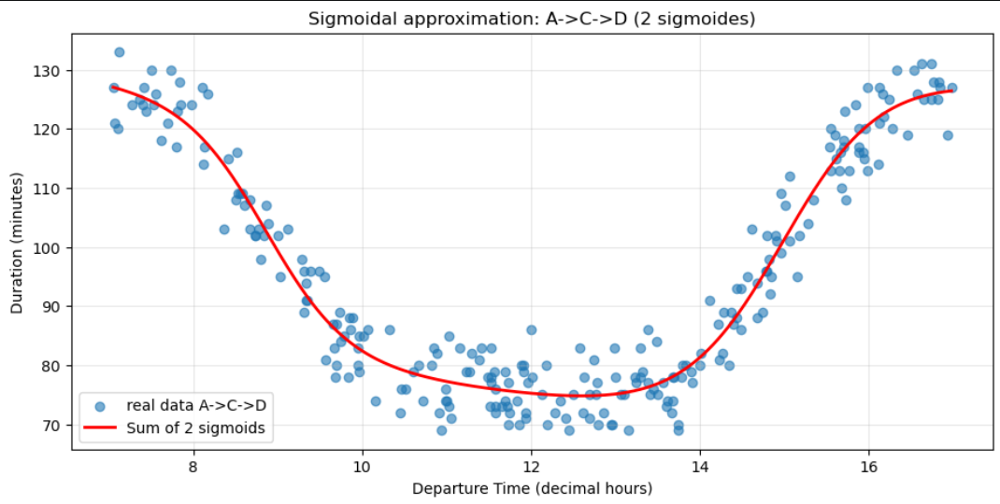 Sigmoidal approximation: A->C->D (2 sigmoides)
130
120
110
100
90
80
70
Duration (minutes)
real data A->C->D
Sum of 2 sigmoids
8 10 12 14 16
Departure Time (decimal hours)